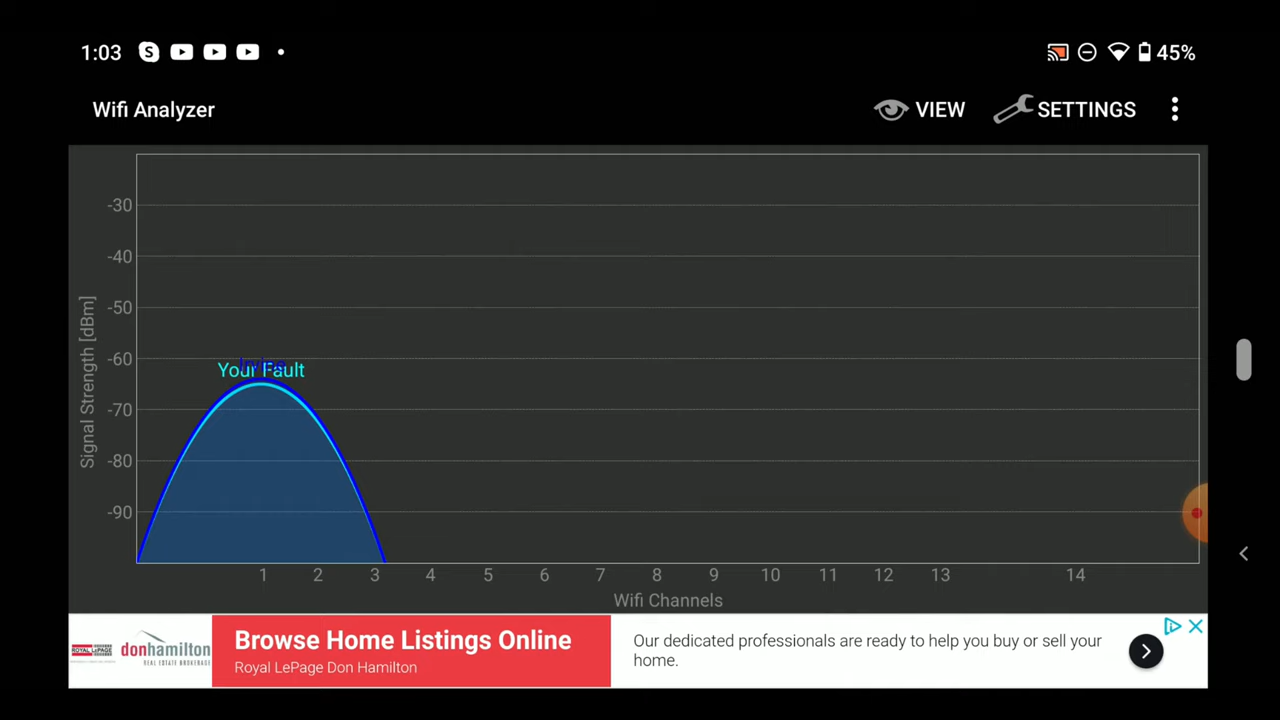 1:03
45%
Wifi Analyzer
VIEW
SETTINGS
Signal Strength [dBm]
-30
-40
-50
-60
-70
-80
-90
Irvine
Your Fault
1 2 3 4 5 6 7 8 9 10 11 12 13 14
Wifi Channels
ROYAL LEPAGE
donhamilton
REAL ESTATE BROKERAGE
Browse Home Listings Online
Royal LePage Don Hamilton
Our dedicated professionals are ready to help you buy or sell your
home.